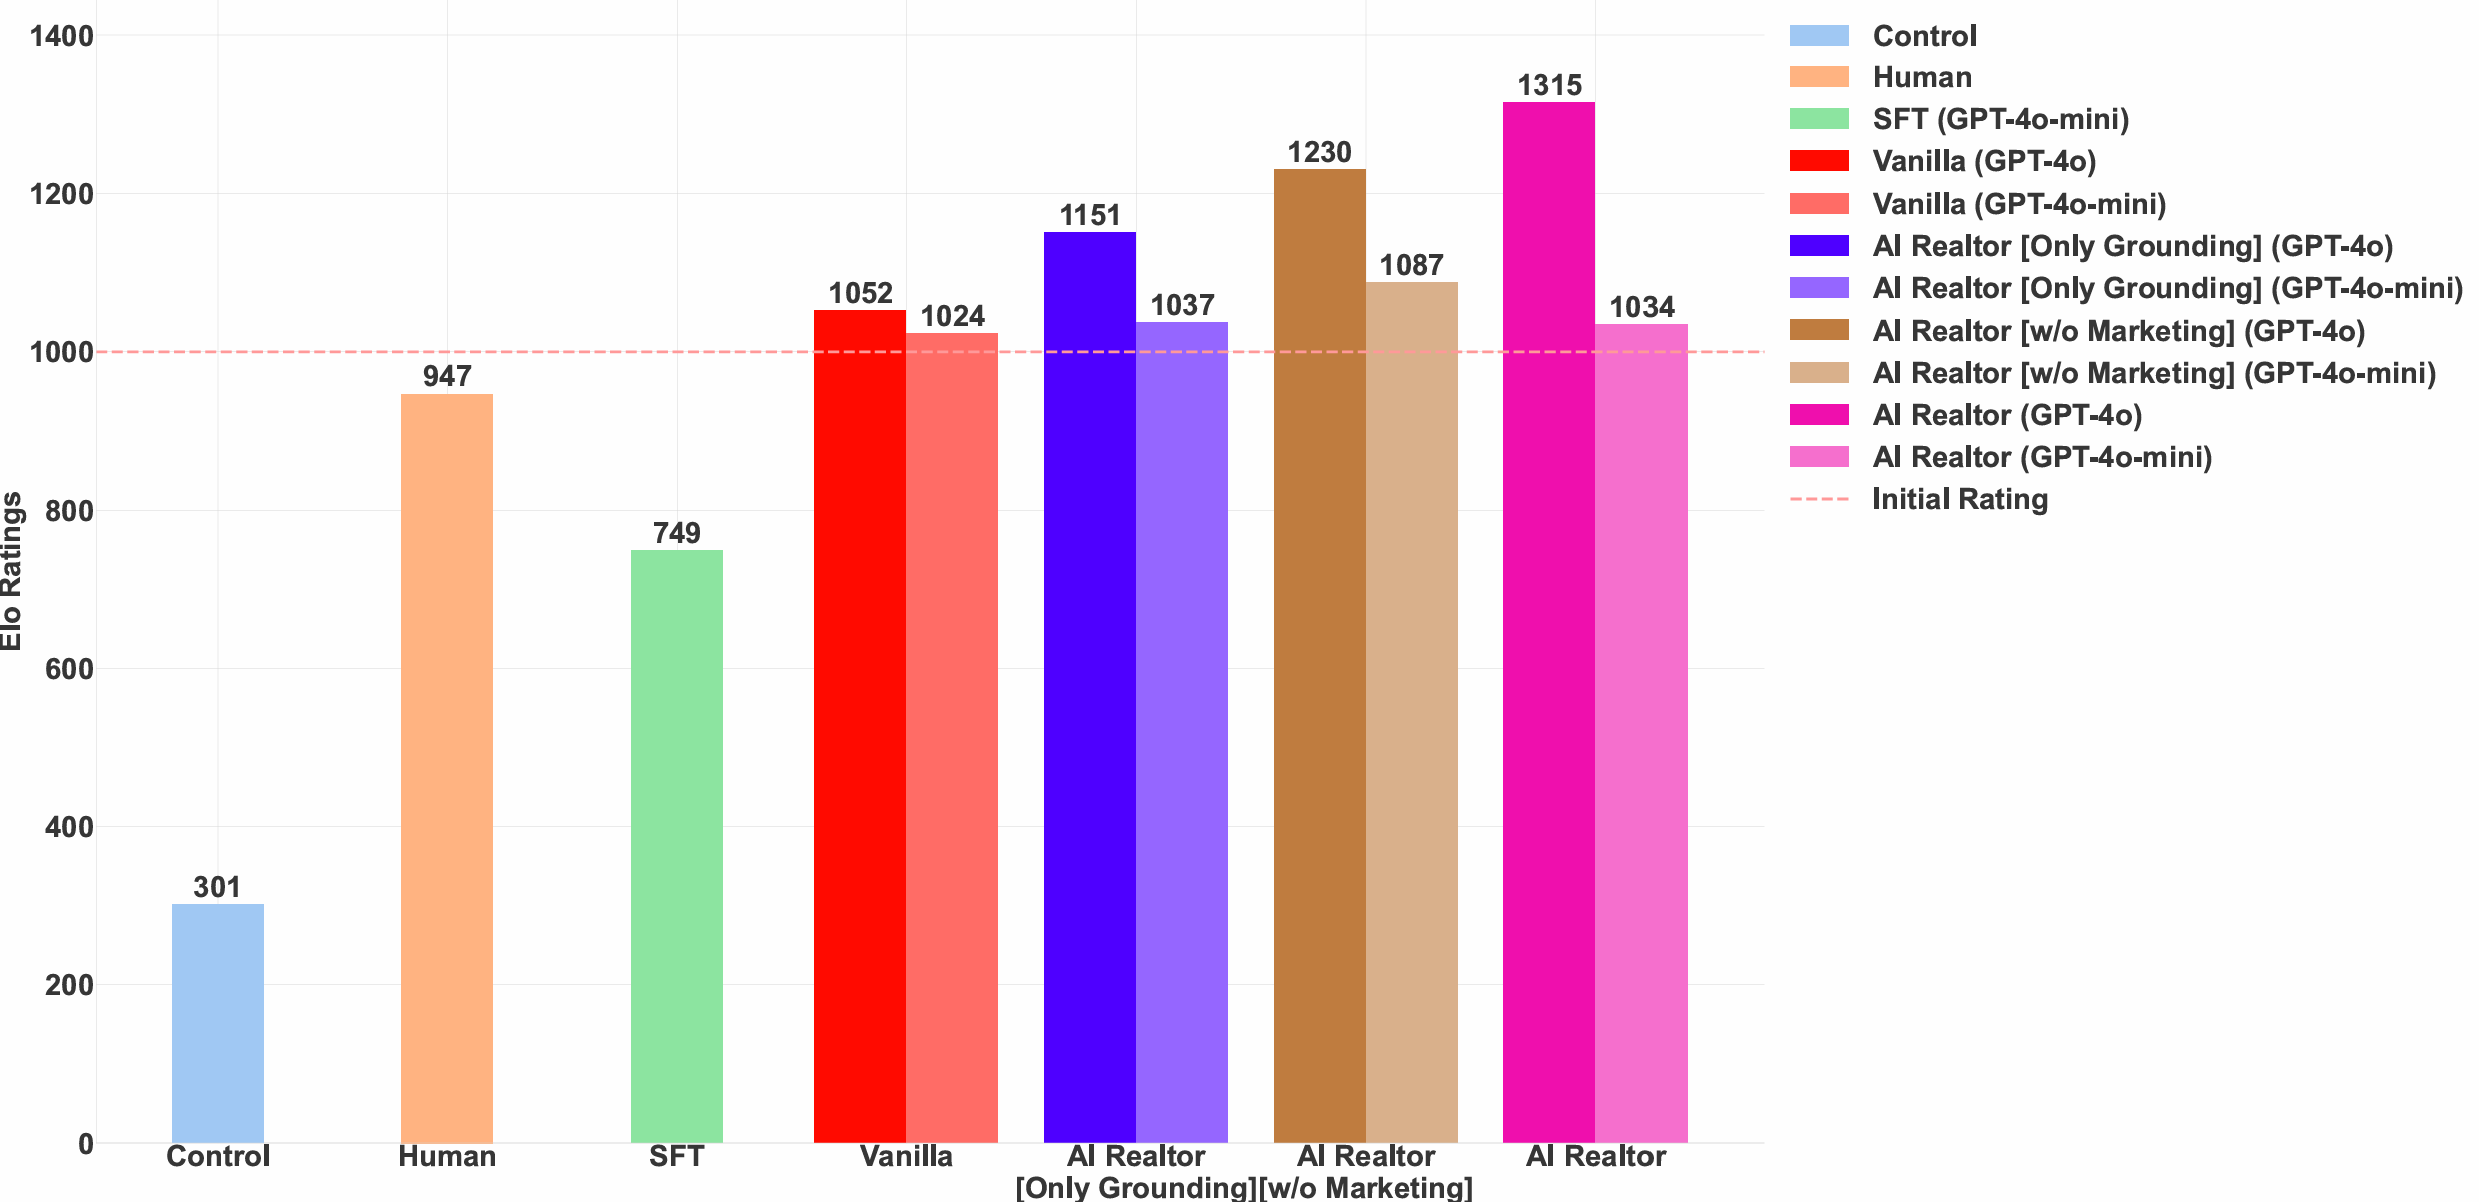 Elo Ratings
1400
1200
1000
800
600
400
200
0
301
947
749
1052
1024
1151
1037
1230
1087
1315
1034
Control
Human
SFT
Vanilla
AI Realtor
[Only Grounding]
AI Realtor
[w/o Marketing]
AI Realtor
Control
Human
SFT (GPT-4o-mini)
Vanilla (GPT-4o)
Vanilla (GPT-4o-mini)
AI Realtor [Only Grounding] (GPT-4o)
AI Realtor [Only Grounding] (GPT-4o-mini)
AI Realtor [w/o Marketing] (GPT-4o)
AI Realtor [w/o Marketing] (GPT-4o-mini)
AI Realtor (GPT-4o)
AI Realtor (GPT-4o-mini)
Initial Rating